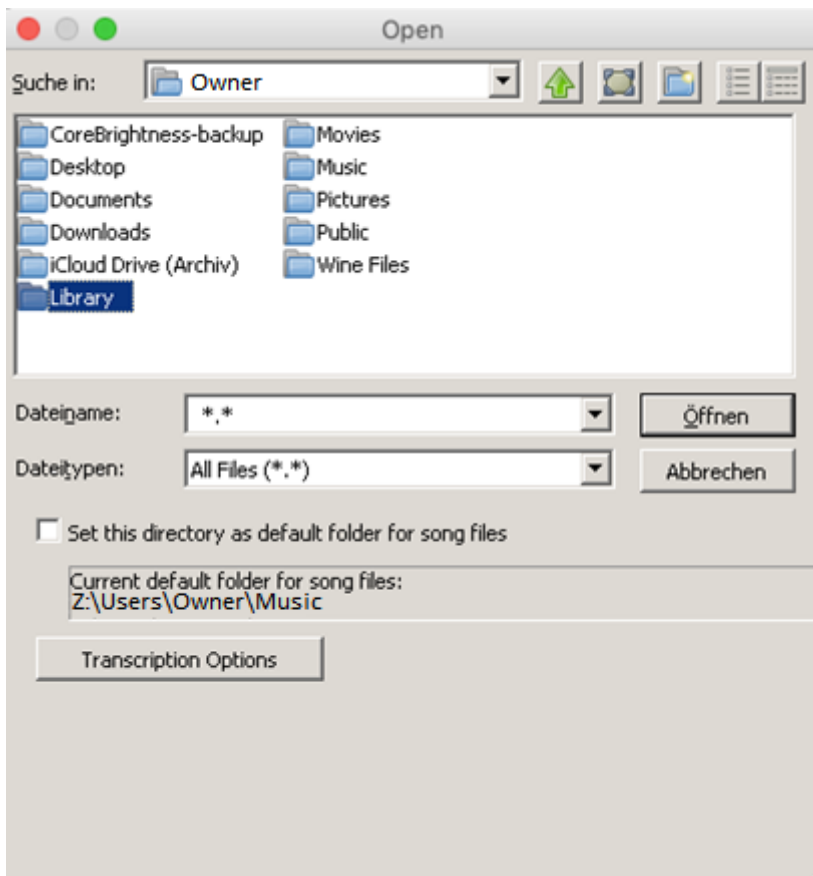 Open
Suche in: Owner
CoreBrightness-backup
Desktop
Documents
Downloads
iCloud Drive (Archiv)
Library
Movies
Music
Pictures
Public
Wine Files
Dateiname: *.* Öffnen
Dateitypen: All Files (*.*) Abbrechen
Set this directory as default folder for song files
Current default folder for song files:
Z:\Users\Owner\Music
Transcription Options